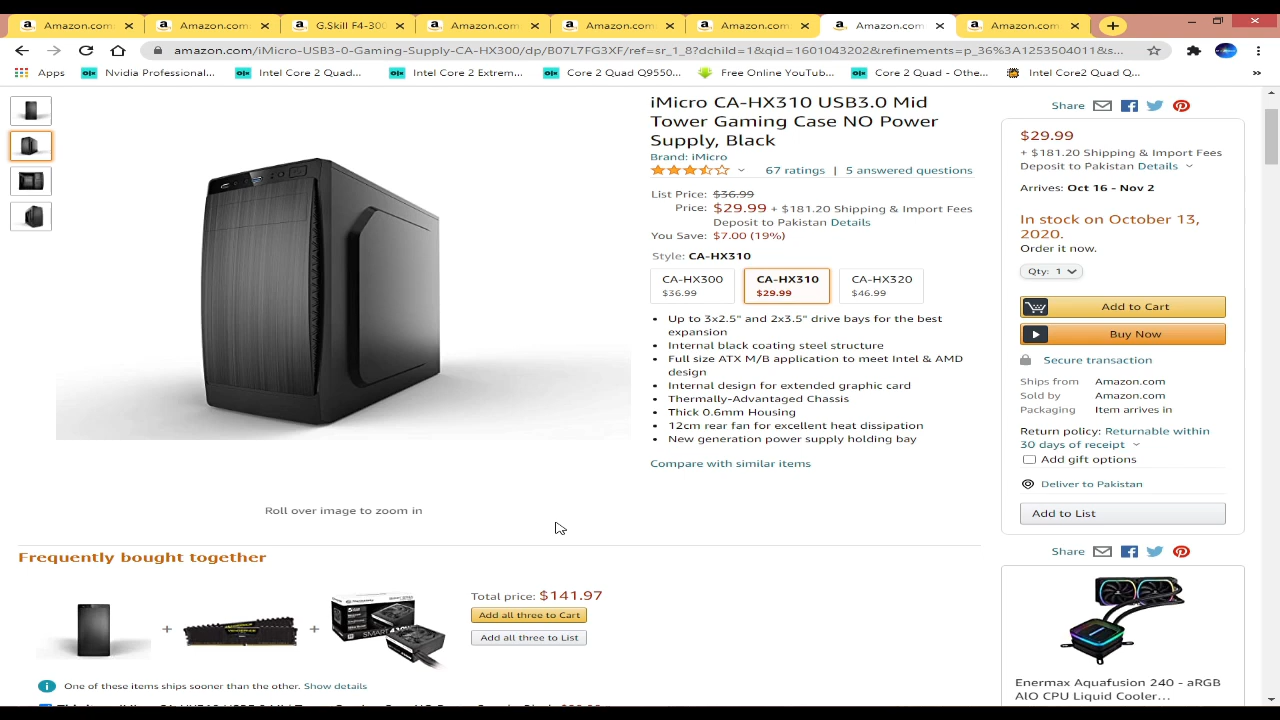 Amazon.com
Amazon.com
G.Skill F4-300
Amazon.com
Amazon.com
Amazon.com
Amazon.com
Amazon.com
amazon.com/iMicro-USB3-0-Gaming-Supply-CA-HX300/dp/B07L7FG3XF/ref=sr_1_8?dchild=1&qid=1601043202&refinements=p_36%3A1253504011&s...
Apps
Nvidia Professional...
Intel Core 2 Quad...
Intel Core 2 Extrem...
Core 2 Quad Q9550...
Free Online YouTub...
Core 2 Quad - Othe...
Intel Core2 Quad Q...
iMicro CA-HX310 USB3.0 Mid
Tower Gaming Case NO Power
Supply, Black
Brand: iMicro
67 ratings | 5 answered questions
List Price: $36.99
Price: $29.99 + $181.20 Shipping & Import Fees
Deposit to Pakistan Details
You Save: $7.00 (19%)
Style: CA-HX310
CA-HX300
$36.99
CA-HX310
$29.99
CA-HX320
$46.99
Up to 3x2.5" and 2x3.5" drive bays for the best
expansion
Internal black coating steel structure
Full size ATX M/B application to meet Intel & AMD
design
Internal design for extended graphic card
Thermally-Advantaged Chassis
Thick 0.6mm Housing
12cm rear fan for excellent heat dissipation
New generation power supply holding bay
Compare with similar items
Roll over image to zoom in
Share
$29.99
+ $181.20 Shipping & Import Fees
Deposit to Pakistan Details
Arrives: Oct 16 - Nov 2
In stock on October 13,
2020.
Order it now.
Qty: 1
Add to Cart
Buy Now
Secure transaction
Ships from Amazon.com
Sold by Amazon.com
Packaging Item arrives in
Return policy: Returnable within
30 days of receipt
Add gift options
Deliver to Pakistan
Add to List
Share
Enermax Aquafusion 240 - aRGB
AIO CPU Liquid Cooler...
Frequently bought together
+
+
SMART 430W
Total price: $141.97
Add all three to Cart
Add all three to List
One of these items ships sooner than the other. Show details